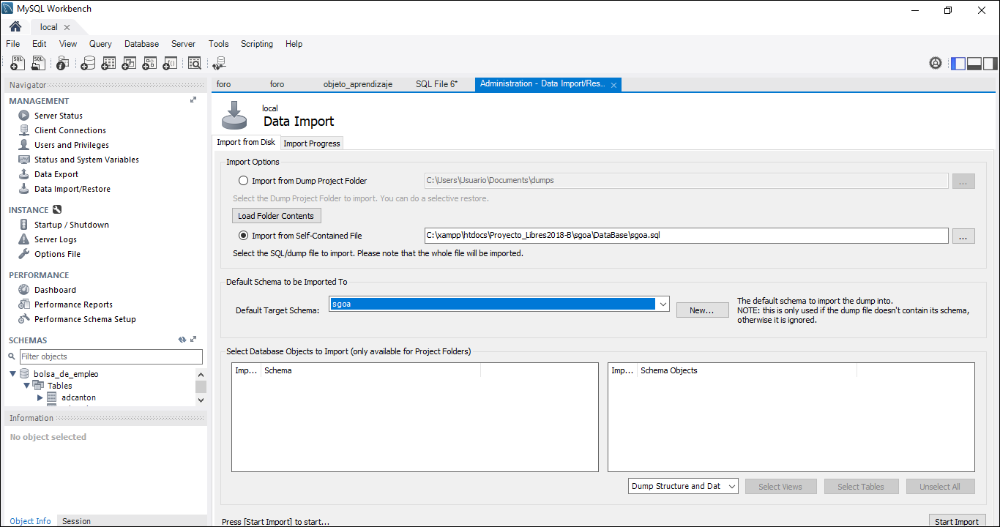 MySQL Workbench
local
File Edit View Query Database Server Tools Scripting Help
Navigator
MANAGEMENT
Server Status
Client Connections
Users and Privileges
Status and System Variables
Data Export
Data Import/Restore
INSTANCE
Startup / Shutdown
Server Logs
Options File
PERFORMANCE
Dashboard
Performance Reports
Performance Schema Setup
SCHEMAS
Filter objects
bolsa_de_empleo
Tables
adcanton
Information
No object selected
Object Info Session
foro foro objeto_aprendizaje SQL File 6* Administration - Data Import/Res...
local
Data Import
Import from Disk Import Progress
Import Options
Import from Dump Project Folder C:\Users\Usuario\Documents\dumps ...
Select the Dump Project Folder to import. You can do a selective restore.
Load Folder Contents
Import from Self-Contained File C:\xampp\htdocs\Proyecto_Libres2018-B\sgoa\DataBase\sgoa.sql ...
Select the SQL/dump file to import. Please note that the whole file will be imported.
Default Schema to be Imported To
Default Target Schema: sgoa New...
The default schema to import the dump into.
NOTE: this is only used if the dump file doesn't contain its schema,
otherwise it is ignored.
Select Database Objects to Import (only available for Project Folders)
Imp... Schema Imp... Schema Objects
Dump Structure and Dat Select Views Select Tables Unselect All
Press [Start Import] to start... Start Import